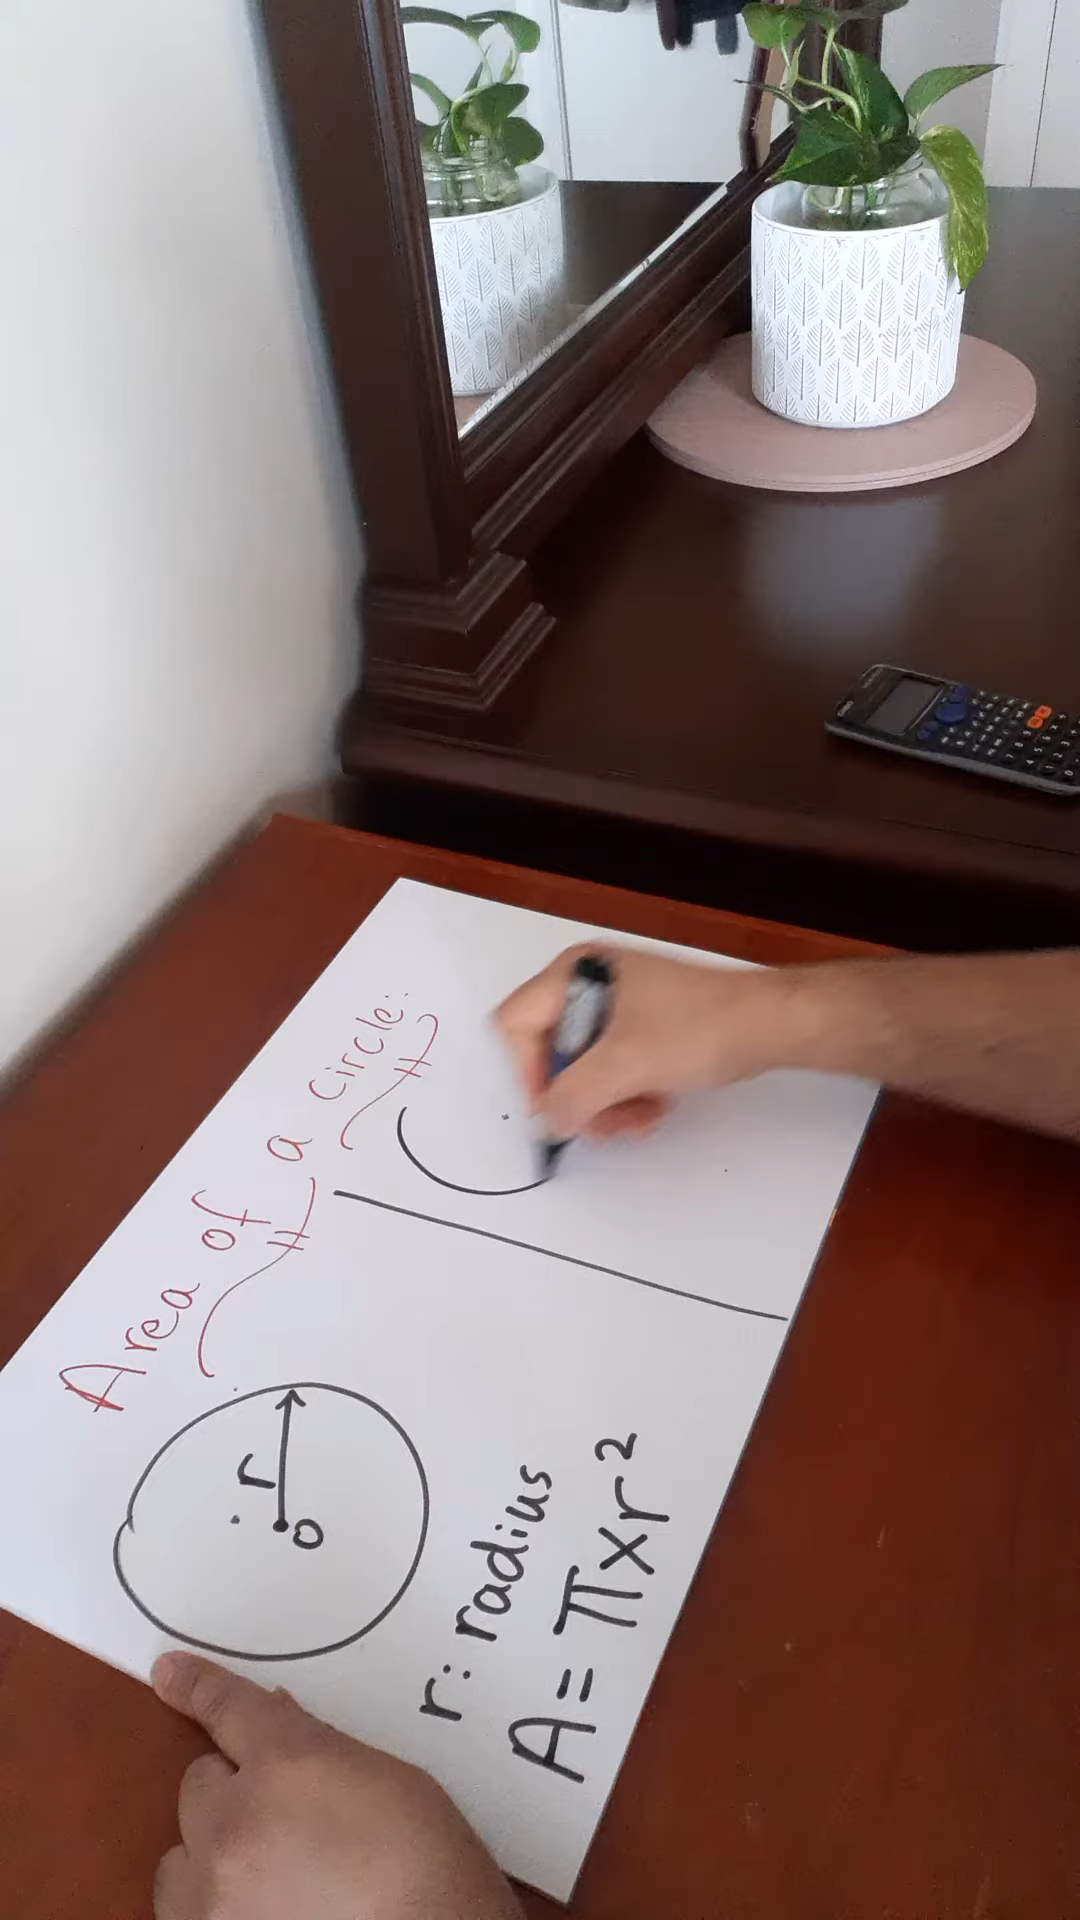 Area of a circle:
r
o
r: radius
A = π x r²